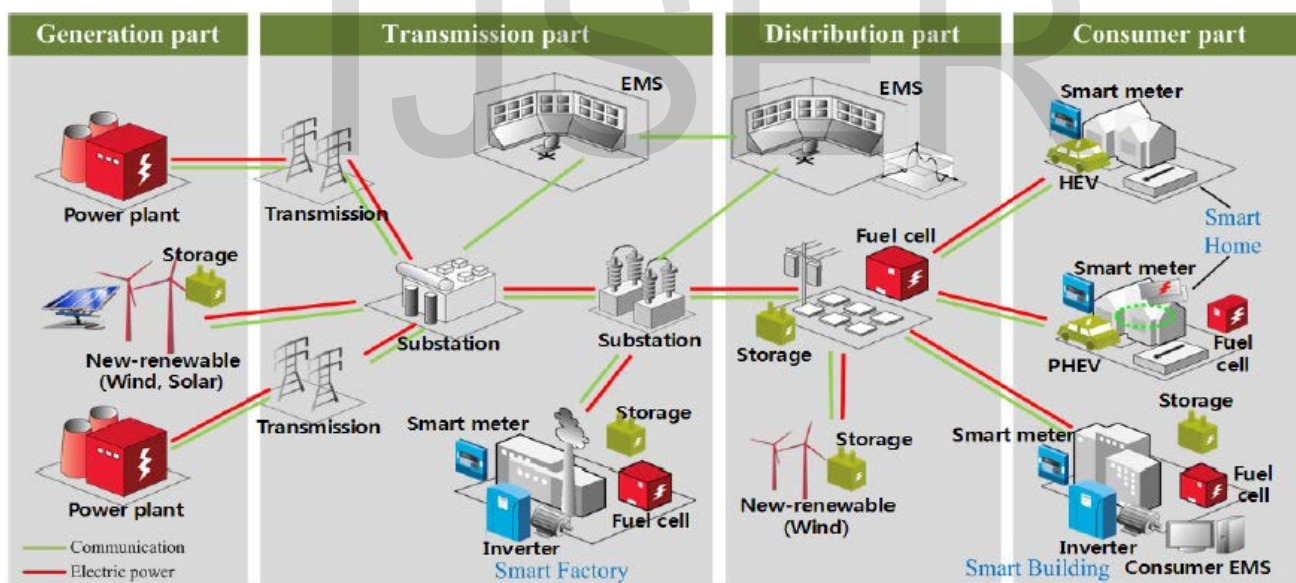 IJSER
Generation part
Transmission part
Distribution part
Consumer part
Power plant
Storage
New-renewable
(Wind, Solar)
Power plant
Communication
Electric power
EMS
Transmission
Substation
Substation
Transmission
Smart meter
Storage
Fuel cell
Inverter
Smart Factory
EMS
Fuel cell
Storage
Storage
New-renewable
(Wind)
Smart meter
HEV
Smart
Home
Smart meter
PHEV
Fuel
cell
Storage
Smart meter
Fuel
cell
Inverter
Consumer EMS
Smart Building